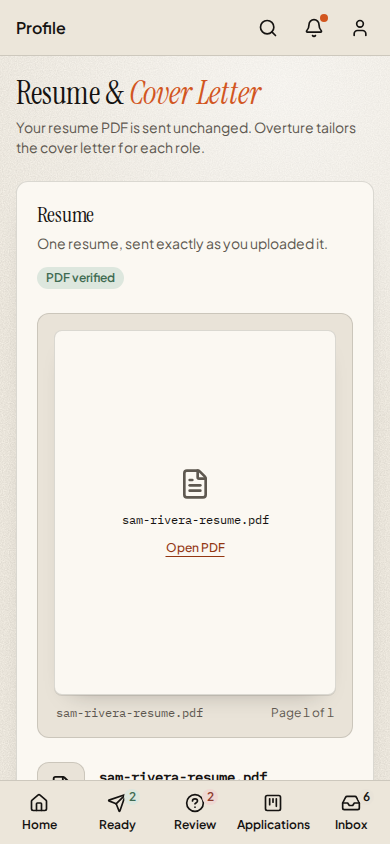 Profile
Resume & Cover Letter
Your resume PDF is sent unchanged. Overture tailors
the cover letter for each role.
Resume
One resume, sent exactly as you uploaded it.
PDF verified
sam-rivera-resume.pdf
Open PDF
sam-rivera-resume.pdf
Page 1 of 1
sam-rivera-resume.pdf
2
2
6
Home
Ready
Review
Applications
Inbox